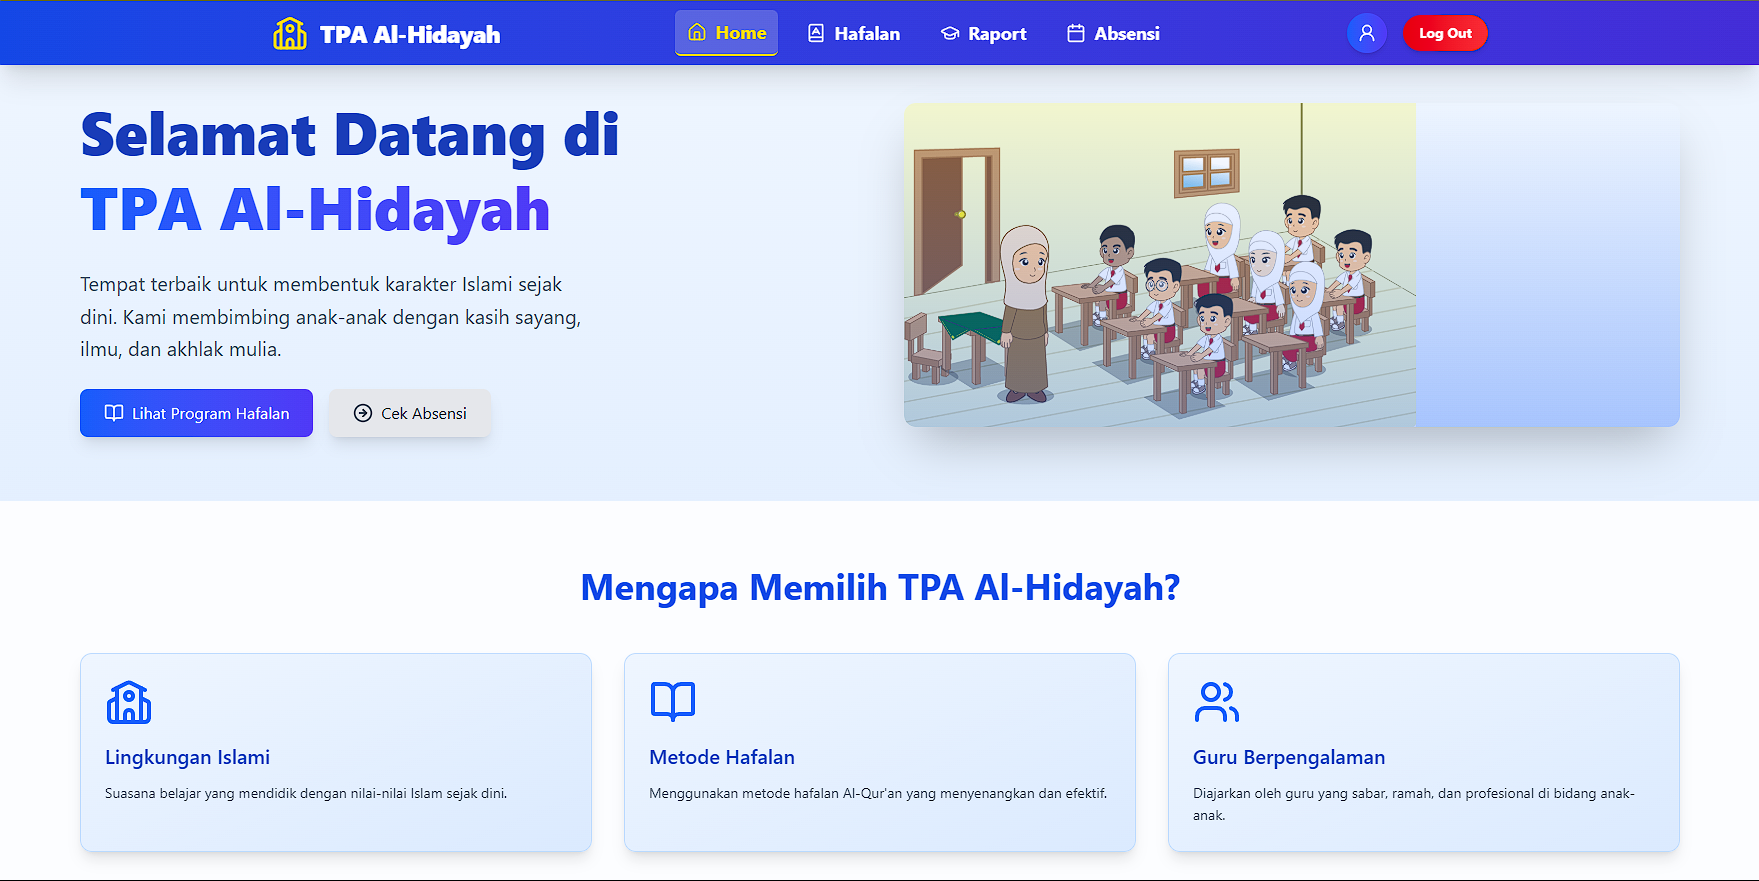 TPA Al-Hidayah
Home
Hafalan
Raport
Absensi
Log Out
Selamat Datang di
TPA Al-Hidayah
Tempat terbaik untuk membentuk karakter Islami sejak
dini. Kami membimbing anak-anak dengan kasih sayang,
ilmu, dan akhlak mulia.
Lihat Program Hafalan
Cek Absensi
Mengapa Memilih TPA Al-Hidayah?
Lingkungan Islami
Suasana belajar yang mendidik dengan nilai-nilai Islam sejak dini.
Metode Hafalan
Menggunakan metode hafalan Al-Qur'an yang menyenangkan dan efektif.
Guru Berpengalaman
Diajarkan oleh guru yang sabar, ramah, dan profesional di bidang anak-
anak.